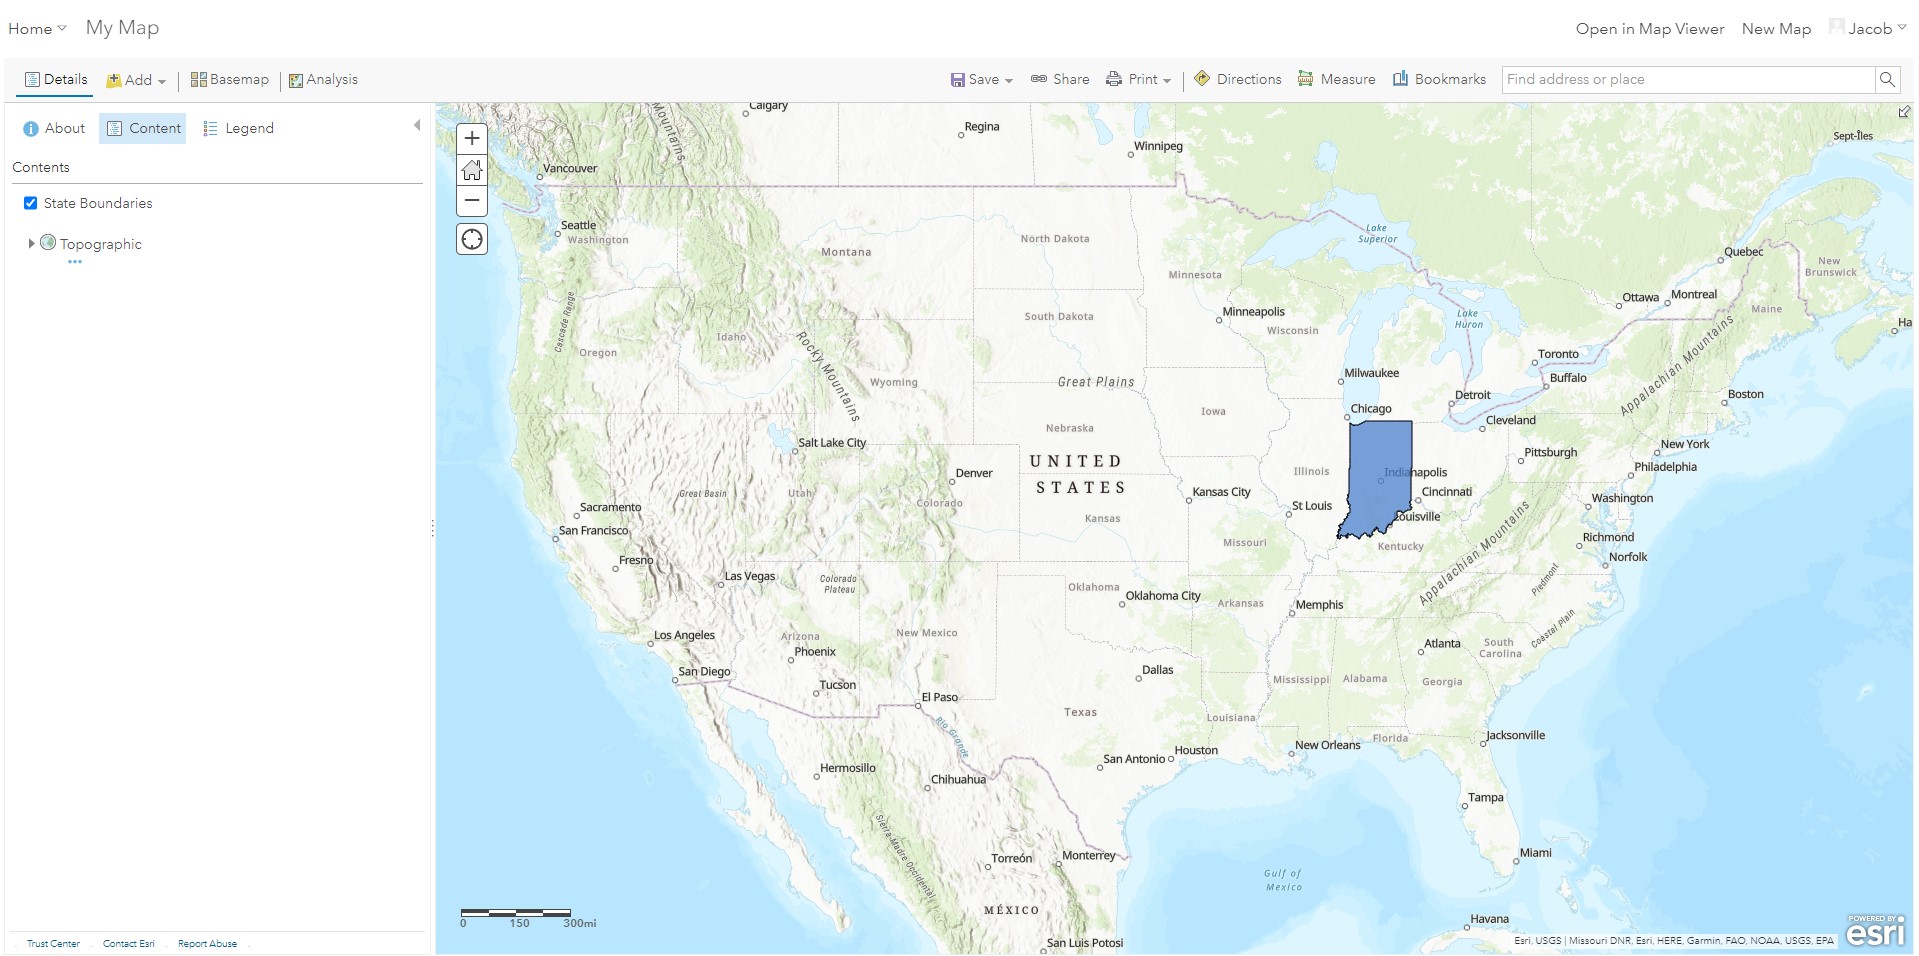 Home My Map Open in Map Viewer New Map Jacob
Details Add Basemap Analysis Save Share Print Directions Measure Bookmarks Find address or place
About Content Legend
Contents
State Boundaries
Topographic
Trust Center Contact Esri Report Abuse
Calgary
Regina
Winnipeg
Sept-Îles
Mountains
Vancouver
Seattle
Washington
Montana
North Dakota
Minnesota
Lake
Superior
Quebec
New
Brunswick
Ottawa
Montreal
Maine
Ha
Cascade Range
Oregon
Idaho
Rocky Mountains
Wyoming
South Dakota
Minneapolis
Wisconsin
Lake
Huron
Toronto
Buffalo
Appalachian Mountains
Boston
Great Plains
Milwaukee
Detroit
Chicago
Cleveland
Iowa
Nebraska
Salt Lake City
Denver
UNITED
STATES
Illinois
Indianapolis
Pittsburgh
New York
Philadelphia
Great Basin
Utah
Colorado
Kansas City
St Louis
Cincinnati
Washington
Sacramento
San Francisco
Kansas
Missouri
Louisville
Kentucky
Richmond
Norfolk
Fresno
Las Vegas
Colorado
Plateau
Oklahoma
Oklahoma City
Arkansas
Memphis
Appalachian Mountains
Piedmont
Coastal Plain
Los Angeles
Arizona
Phoenix
New Mexico
Atlanta
South
Carolina
San Diego
Tucson
El Paso
Dallas
Mississippi
Alabama
Georgia
Texas
Louisiana
Rio Grande
Florida
Jacksonville
New Orleans
Houston
San Antonio
Hermosillo
Chihuahua
Tampa
Sierra Madre Occidental
Torreón
Monterrey
Miami
Gulf of
Mexico
MÉXICO
Havana
San Luis Potosi
0 150 300mi
Esri, USGS | Missouri DNR, Esri, HERE, Garmin, FAO, NOAA, USGS, EPA
POWERED BY
esri